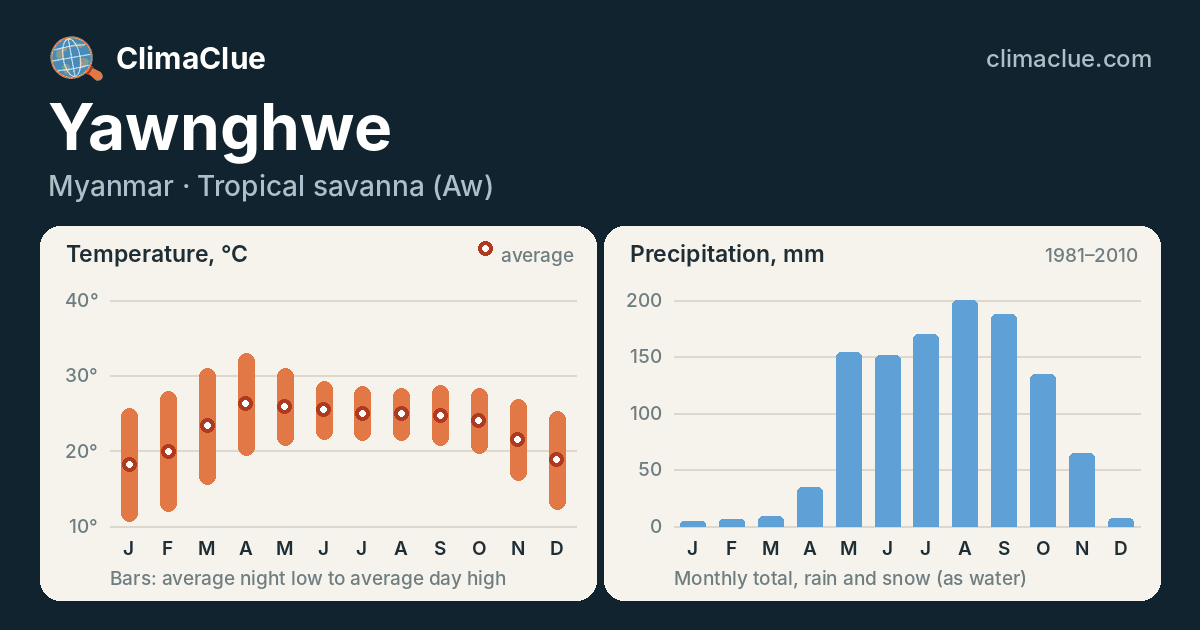 ClimaClue
climaclue.com
Yawnghwe
Myanmar · Tropical savanna (Aw)
Temperature, °C
average
40°
30°
20°
10°
J F M A M J J A S O N D
Bars: average night low to average day high
Precipitation, mm
1981–2010
200
150
100
50
0
J F M A M J J A S O N D
Monthly total, rain and snow (as water)